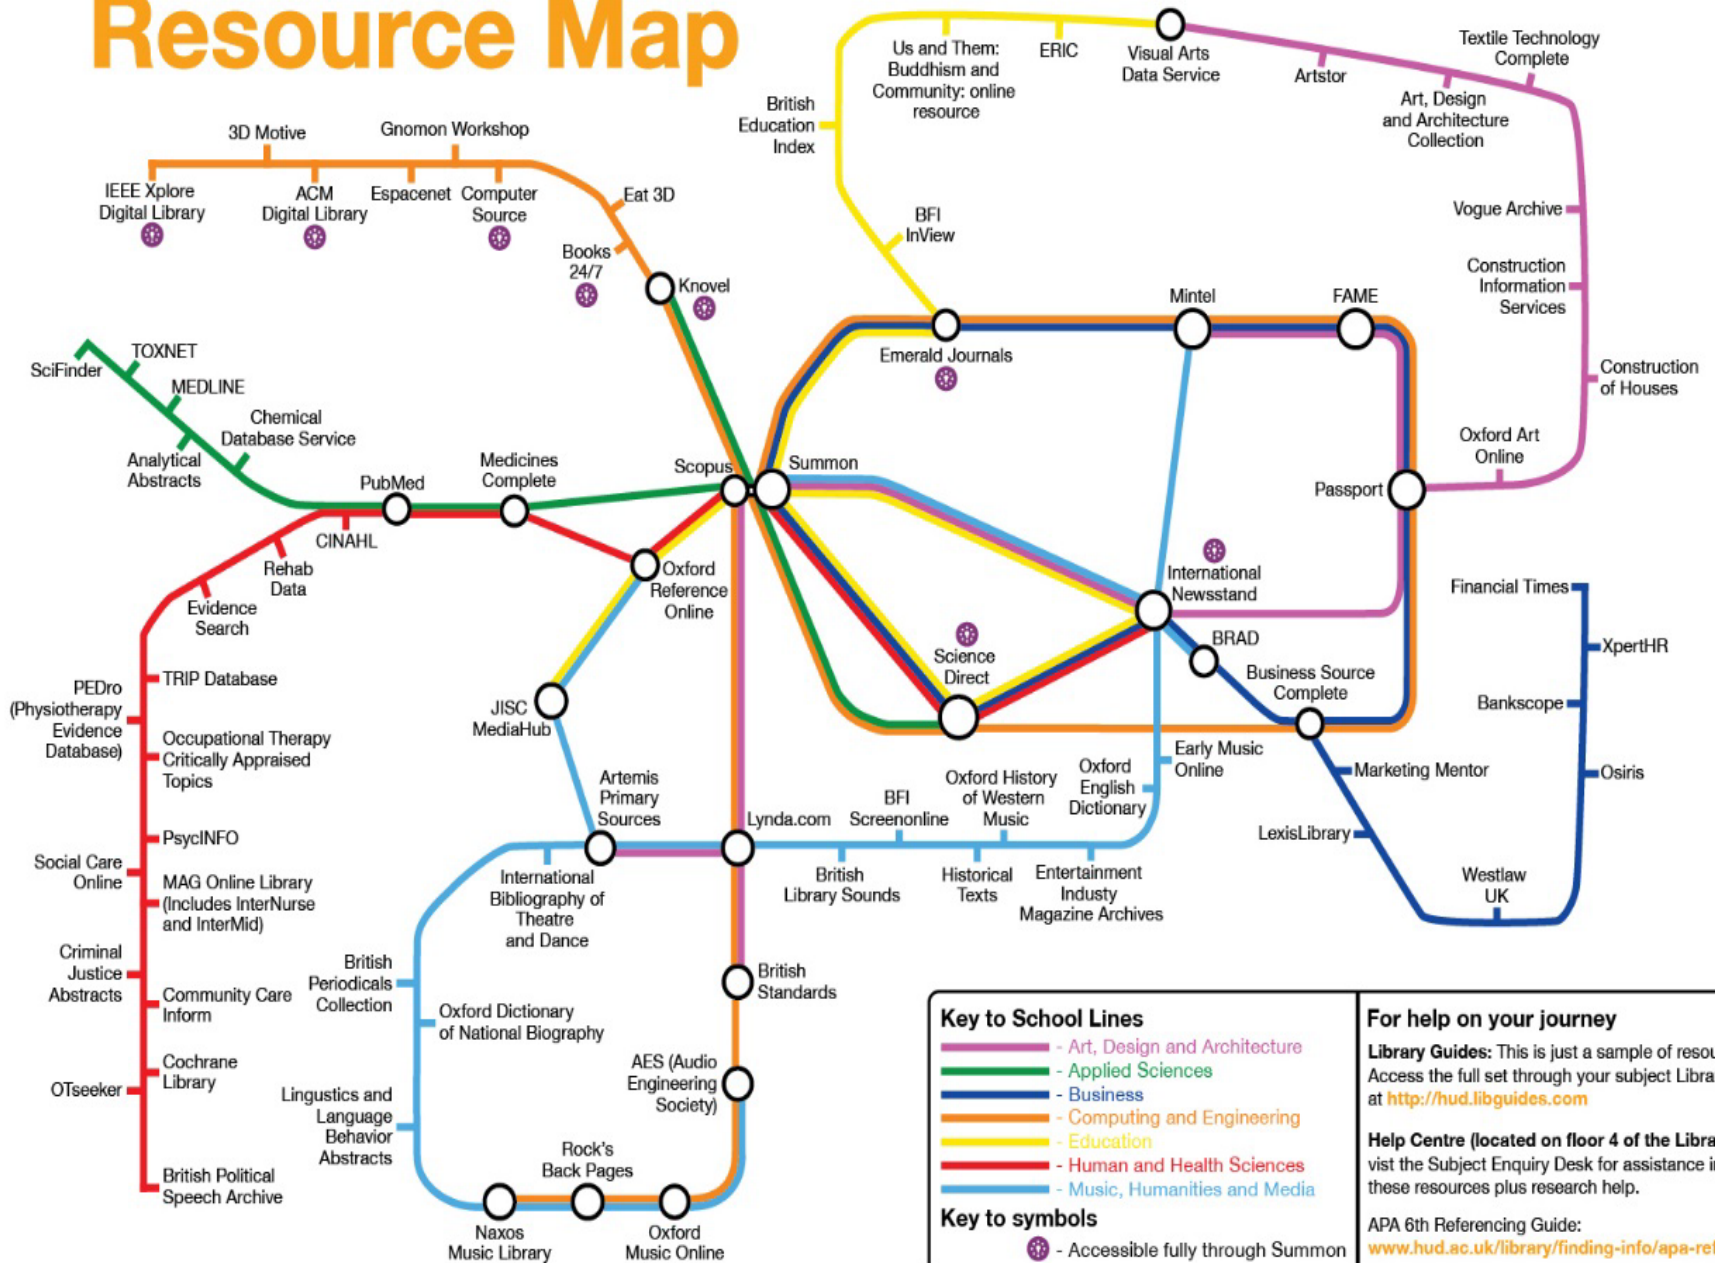 Resource Map
3D Motive
Gnomon Workshop
IEEE Xplore
Digital Library
ACM
Digital Library
Espacenet
Computer
Source
Eat 3D
Books
24/7
Knovel
British
Education
Index
Us and Them:
Buddhism and
Community: online
resource
ERIC
Visual Arts
Data Service
Artstor
Textile Technology
Complete
Art, Design
and Architecture
Collection
BFI
InView
Vogue Archive
Construction
Information
Services
Construction
of Houses
Oxford Art
Online
Emerald Journals
Mintel
FAME
Passport
SciFinder
TOXNET
MEDLINE
Chemical
Database Service
Analytical
Abstracts
PubMed
Medicines
Complete
Scopus
Summon
CINAHL
Rehab
Data
Evidence
Search
Oxford
Reference
Online
International
Newsstand
Science
Direct
BRAD
Business Source
Complete
Financial Times
XpertHR
Bankscope
Osiris
Marketing Mentor
LexisLibrary
Westlaw
UK
TRIP Database
PEDro
(Physiotherapy
Evidence
Database)
Occupational Therapy
Critically Appraised
Topics
PsycINFO
Social Care
Online
MAG Online Library
(Includes InterNurse
and InterMid)
Criminal
Justice
Abstracts
Community Care
Inform
Cochrane
Library
OTseeker
British Political
Speech Archive
JISC
MediaHub
Artemis
Primary
Sources
Lynda.com
BFI
Screenonline
Oxford History
of Western
Music
Oxford
English
Dictionary
Early Music
Online
International
Bibliography of
Theatre
and Dance
British
Library Sounds
Historical
Texts
Entertainment
Industy
Magazine Archives
British
Periodicals
Collection
Oxford Dictionary
of National Biography
Lingustics and
Language
Behavior
Abstracts
British
Standards
AES (Audio
Engineering
Society)
Rock's
Back Pages
Naxos
Music Library
Oxford
Music Online
Key to School Lines
- Art, Design and Architecture
- Applied Sciences
- Business
- Computing and Engineering
- Education
- Human and Health Sciences
- Music, Humanities and Media
Key to symbols
- Accessible fully through Summon
For help on your journey
Library Guides: This is just a sample of resou
Access the full set through your subject Libra
at http://hud.libguides.com
Help Centre (located on floor 4 of the Libra
vist the Subject Enquiry Desk for assistance i
these resources plus research help.
APA 6th Referencing Guide:
www.hud.ac.uk/library/finding-info/apa-ref